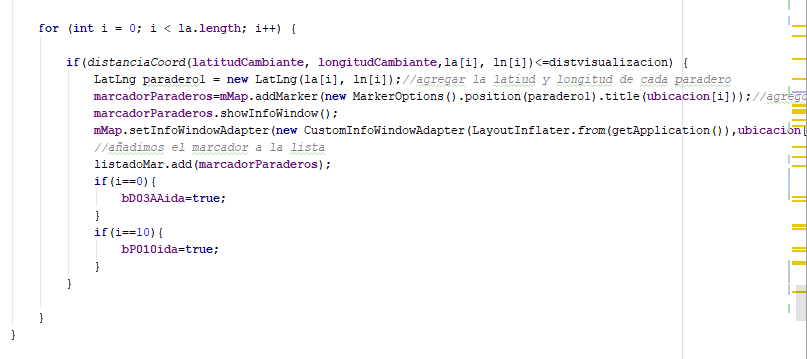 for (int i = 0; i < la.length; i++) {
if(distanciaCoord(latitudCambiante, longitudCambiante,la[i], ln[i])<=distvisualizacion) {
LatLng paradero1 = new LatLng(la[i], ln[i]);//agregar la latiud y longitud de cada paradero
marcadorParaderos=mMap.addMarker(new MarkerOptions().position(paradero1).title(ubicacion[i]));//agrega
marcadorParaderos.showInfoWindow();
mMap.setInfoWindowAdapter(new CustomInfoWindowAdapter(LayoutInflater.from(getApplication()),ubicacion[
//añadimos el marcador a la lista
listadoMar.add(marcadorParaderos);
if(i==0){
bD03AAida=true;
}
if(i==10){
bP010ida=true;
}
}
}
}